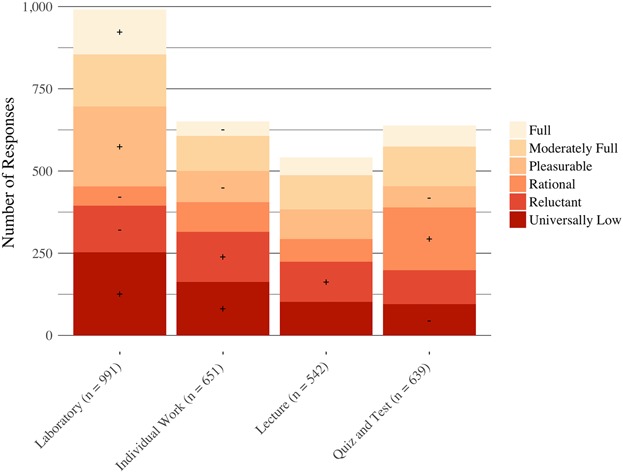 1,000
750
500
250
0
Number of Responses
+
+
-
-
+
-
-
+
+
+
-
+
-
Laboratory (n = 991)
Individual Work (n = 651)
Lecture (n = 542)
Quiz and Test (n = 639)
Full
Moderately Full
Pleasurable
Rational
Reluctant
Universally Low